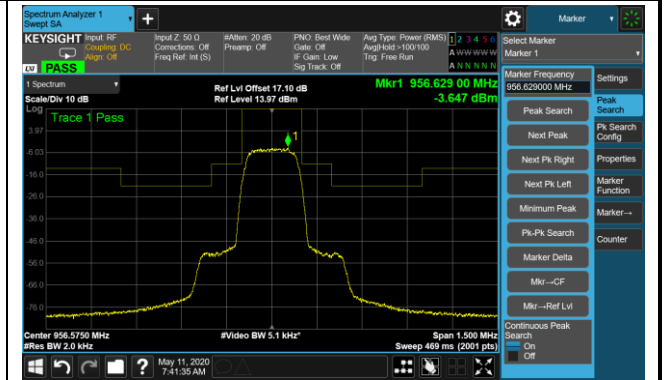 Spectrum Analyzer 1
Swept SA
+
Marker
KEYSIGHT
Input: RF
Coupling: DC
Align: Off
Input Z: 50 Ω
Corrections: Off
Freq Ref: Int (S)
#Atten: 20 dB
Preamp: Off
PNO: Best Wide
Gate: Off
IF Gain: Low
Sig Track: Off
Avg Type: Power (RMS)
Avg|Hold:>100/100
Trig: Free Run
1 2 3 4 5 6
A W W W W W
A N N N N N
LXI PASS
Select Marker
Marker 1
1 Spectrum
Scale/Div 10 dB
Ref Lvl Offset 17.10 dB
Ref Level 13.97 dBm
Mkr1 956.629 00 MHz
-3.647 dBm
Log
Trace 1 Pass
1
3.97
-6.03
-16.0
-26.0
-36.0
-46.0
-56.0
-66.0
-76.0
Center 956.5750 MHz
#Res BW 2.0 kHz
#Video BW 5.1 kHz*
Span 1.500 MHz
Sweep 469 ms (2001 pts)
Marker Frequency
956.629000 MHz
Peak Search
Next Peak
Next Pk Right
Next Pk Left
Minimum Peak
Pk-Pk Search
Marker Delta
Mkr→CF
Mkr→Ref Lvl
Continuous Peak
Search
On
Off
Settings
Peak
Search
Pk Search
Config
Properties
Marker
Function
Marker→
Counter
?
May 11, 2020
7:41:35 AM